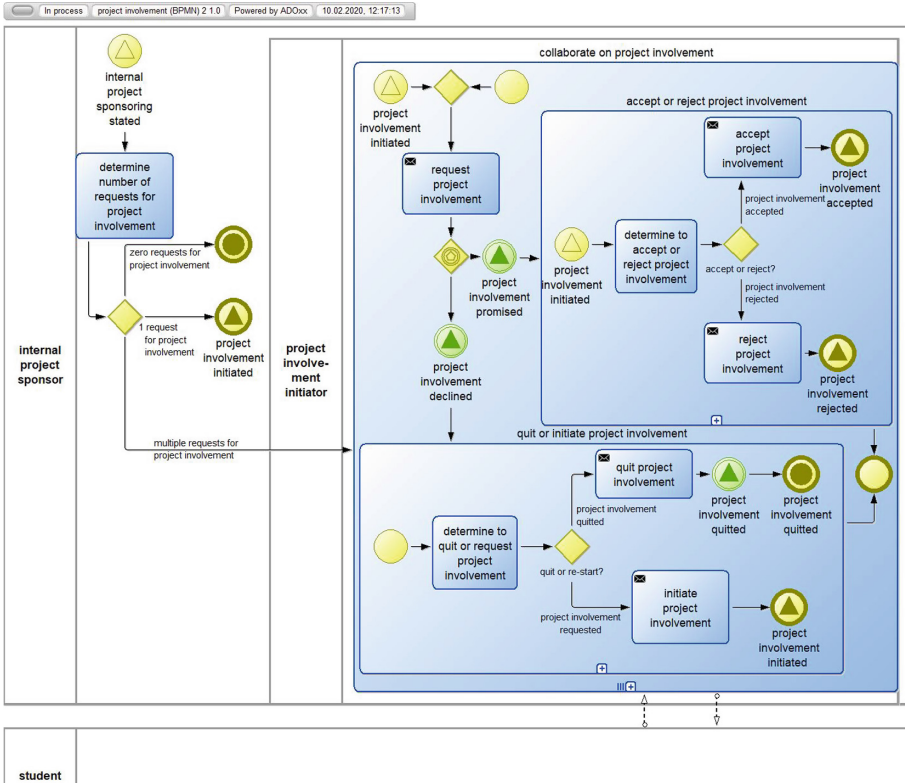 In process project involvement (BPMN) 2 1.0 Powered by ADOxx 10.02.2020, 12:17:13
internal
project
sponsor
internal
project
sponsoring
stated
determine
number of
requests for
project
involvement
zero requests for
project involvement
1 request
for project
involvement
project
involvement
initiated
multiple requests for
project involvement
project
involve-
ment
initiator
collaborate on project involvement
project
involvement
initiated
request
project
involvement
project
involvement
promised
project
involvement
declined
accept or reject project involvement
project
involvement
initiated
determine to
accept or
reject project
involvement
accept or reject?
project involvement
accepted
accept
project
involvement
project
involvement
accepted
project involvement
rejected
reject
project
involvement
project
involvement
rejected
quit or initiate project involvement
determine to
quit or request
project
involvement
quit or re-start?
project involvement
quitted
quit project
involvement
project
involvement
quitted
project
involvement
quitted
project involvement
requested
initiate
project
involvement
project
involvement
initiated
student